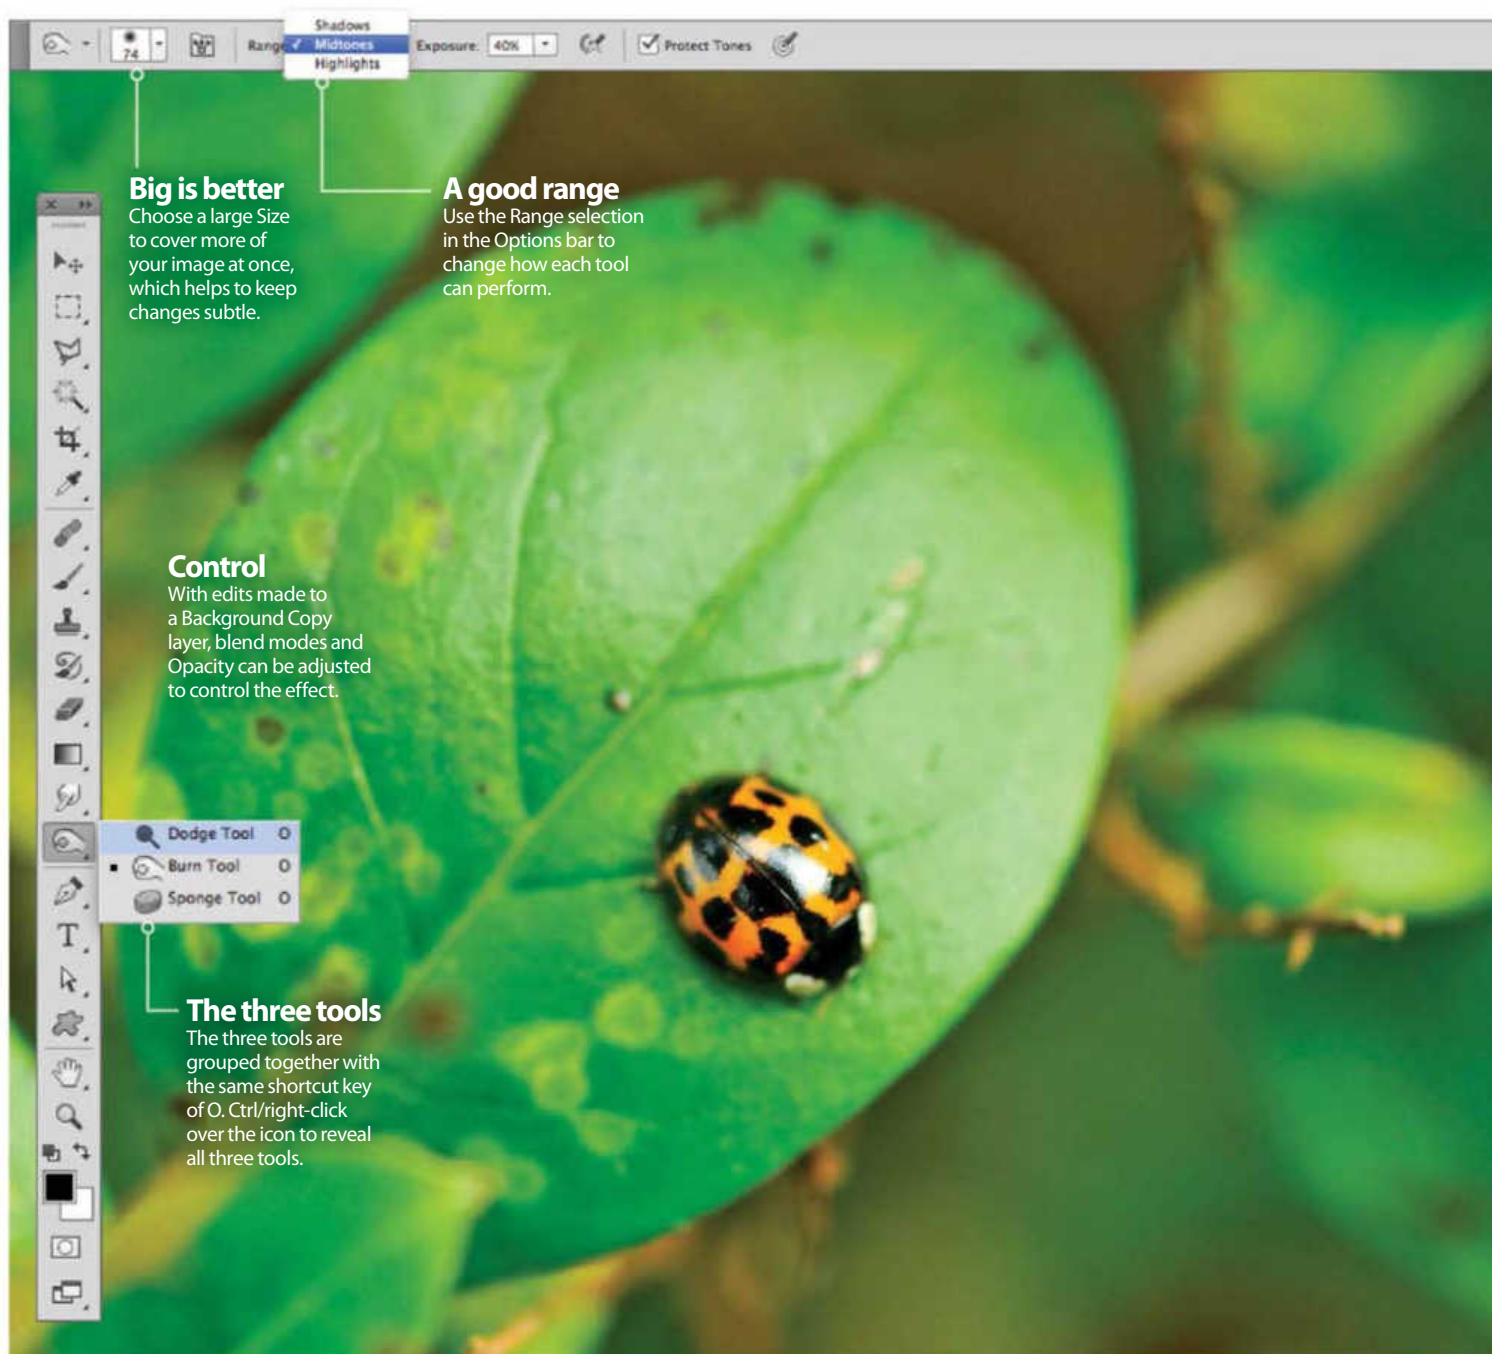 Shadows
74
Range
✓ Midtones
Exposure: 40%
Protect Tones
Highlights
Big is better
Choose a large Size
to cover more of
your image at once,
which helps to keep
changes subtle.
A good range
Use the Range selection
in the Options bar to
change how each tool
can perform.
Control
With edits made to
a Background Copy
layer, blend modes and
Opacity can be adjusted
to control the effect.
Dodge Tool O
Burn Tool O
Sponge Tool O
T
The three tools
The three tools are
grouped together with
the same shortcut key
of O. Ctrl/right-click
over the icon to reveal
all three tools.